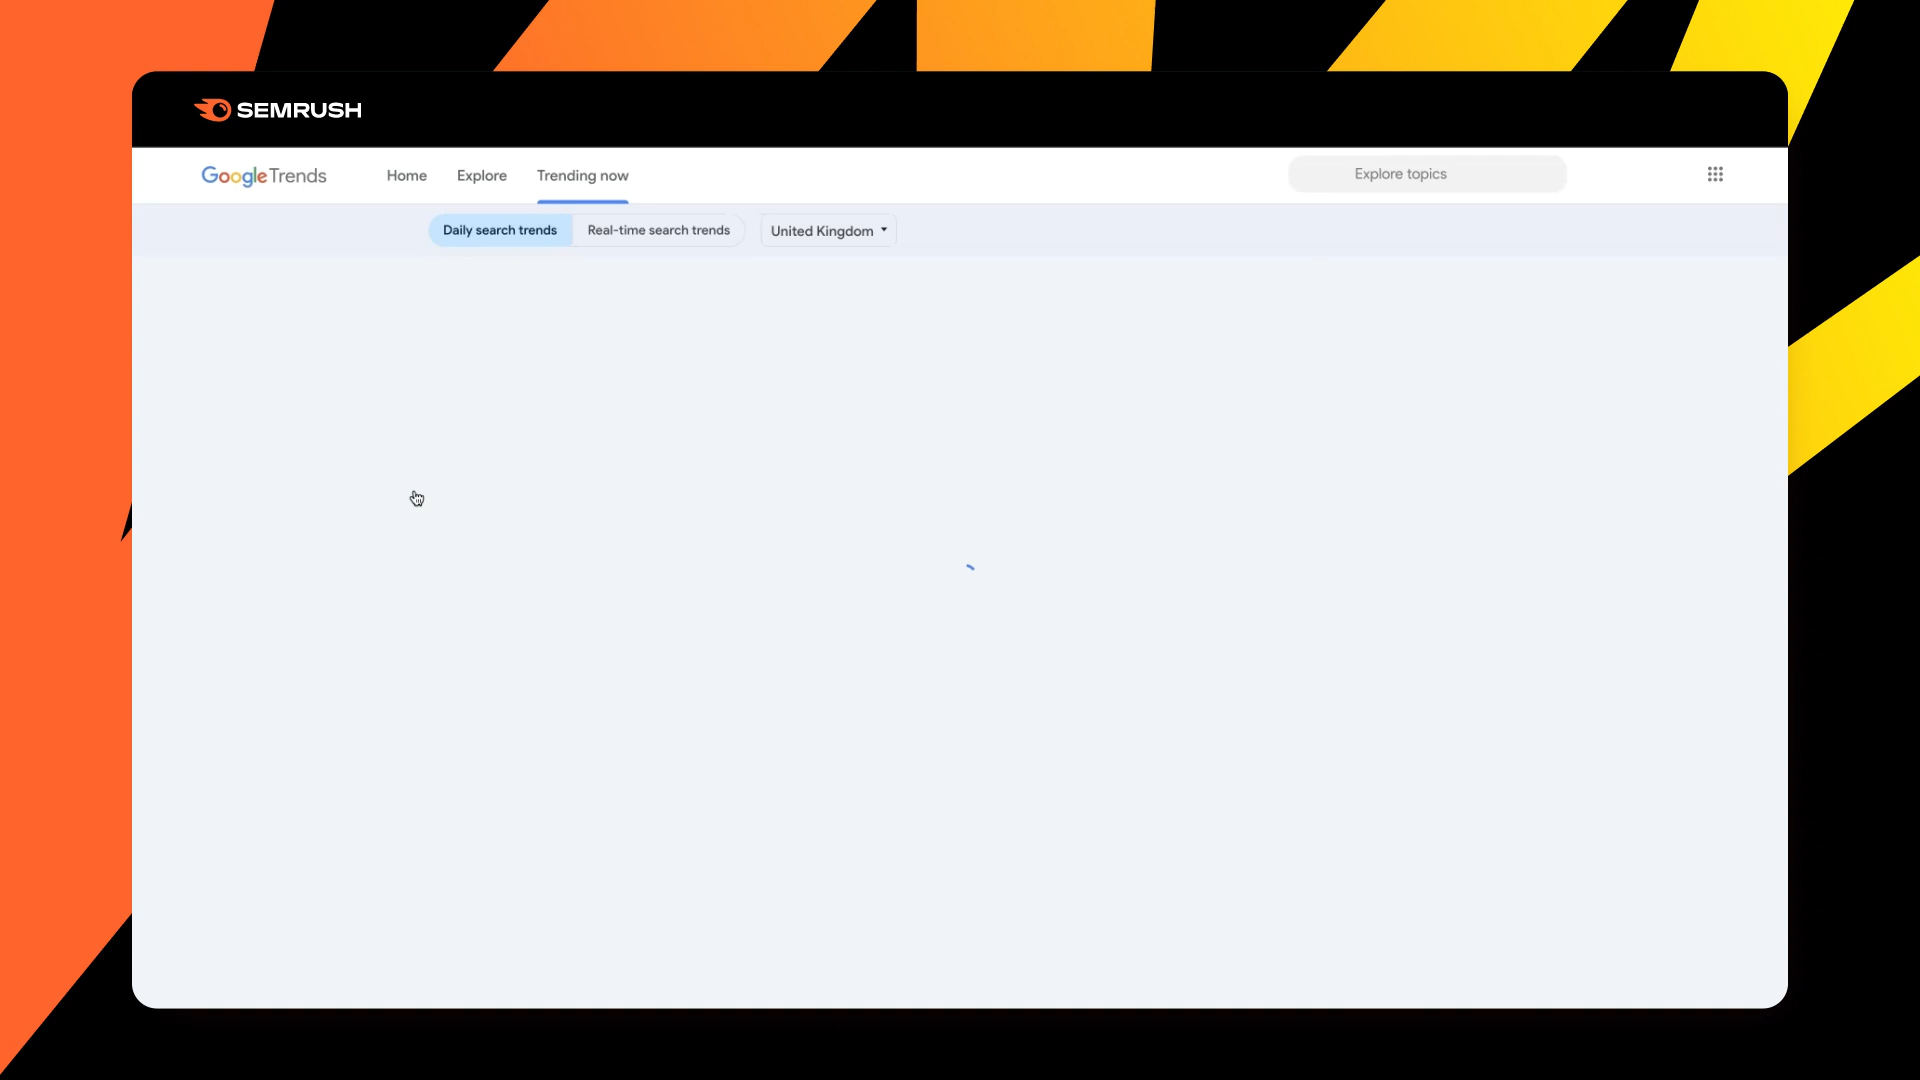 SEMRUSH
Google Trends Home Explore Trending now Explore topics
Daily search trends Real-time search trends United Kingdom